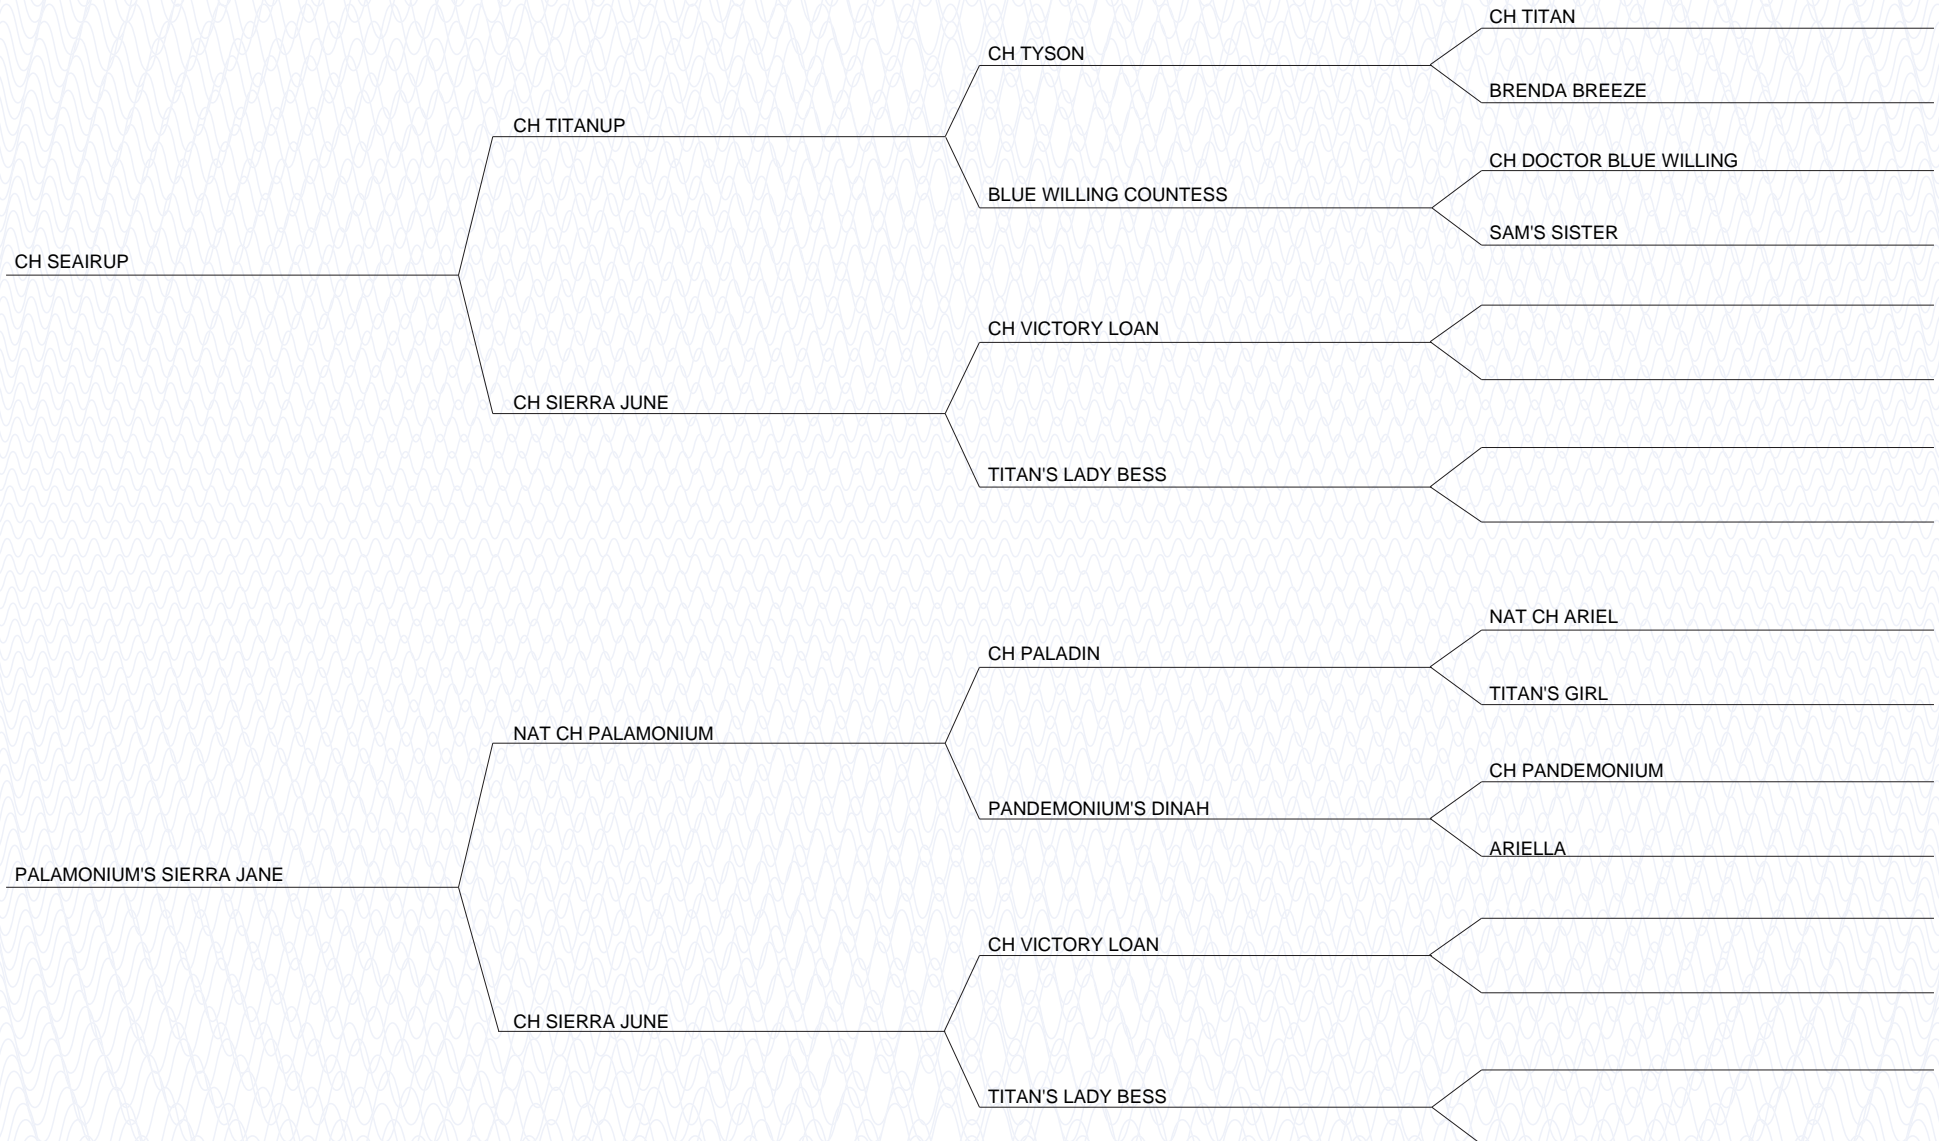 CH TITAN
CH TYSON
BRENDA BREEZE
CH TITANUP
CH DOCTOR BLUE WILLING
BLUE WILLING COUNTESS
SAM'S SISTER
CH SEAIRUP
CH VICTORY LOAN
CH SIERRA JUNE
TITAN'S LADY BESS
NAT CH ARIEL
CH PALADIN
TITAN'S GIRL
NAT CH PALAMONIUM
CH PANDEMONIUM
PANDEMONIUM'S DINAH
ARIELLA
PALAMONIUM'S SIERRA JANE
CH VICTORY LOAN
CH SIERRA JUNE
TITAN'S LADY BESS